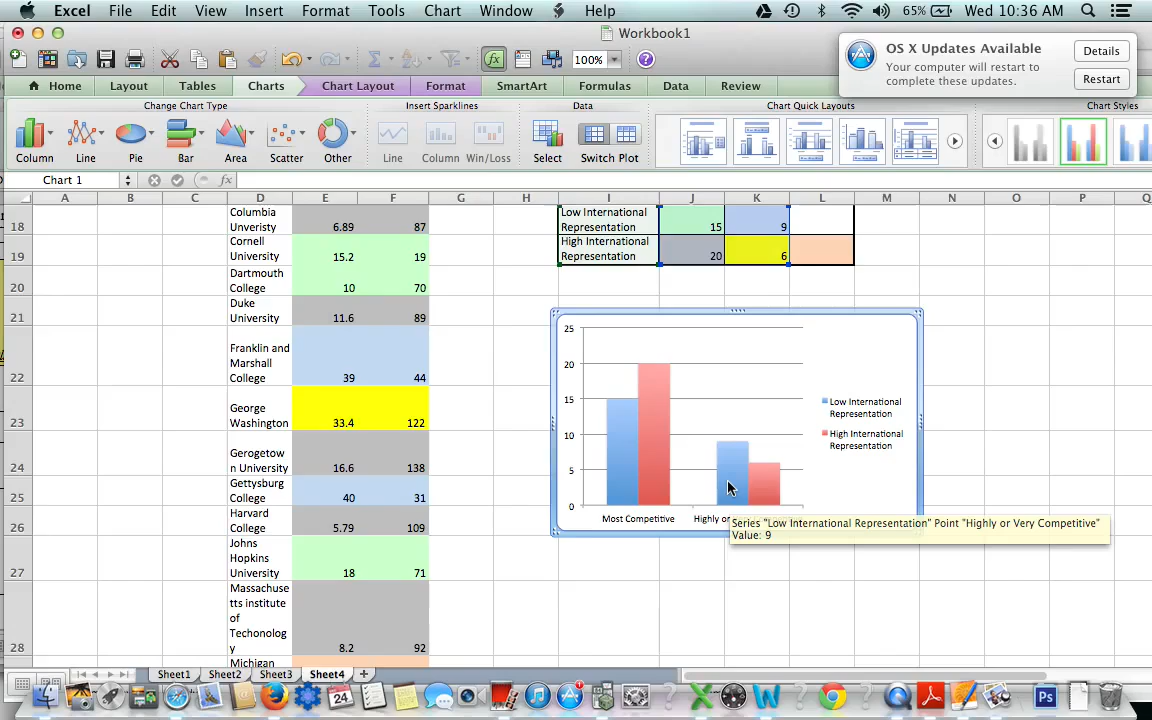 Excel File Edit View Insert Format Tools Chart Window Help 65% Wed 10:36 AM
Workbook1
OS X Updates Available
Your computer will restart to
complete these updates.
Details
Restart
100%
Home Layout Tables Charts Chart Layout Format SmartArt Formulas Data Review
Change Chart Type Insert Sparklines Data Chart Quick Layouts Chart Styles
Column Line Pie Bar Area Scatter Other Line Column Win/Loss Select Switch Plot
Chart 1 fx
A B C D E F G H I J K L M N O P Q
18 Columbia
Univeristy 6.89 87
Low International
Representation 15 9
19 Cornell
University 15.2 19
High International
Representation 20 6
20 Dartmouth
College 10 70
21 Duke
University 11.6 89
22 Franklin and
Marshall
College 39 44
23 George
Washington 33.4 122
24 Gerogetow
n University 16.6 138
25 Gettysburg
College 40 31
26 Harvard
College 5.79 109
27 Johns
Hopkins
University 18 71
28 Massachuse
tts institute
of
Techonolog
y 8.2 92
Michigan
25
20
15
10
5
0
Most Competitive Highly or
Low International
Representation
High International
Representation
Series "Low International Representation" Point "Highly or Very Competitive"
Value: 9
Sheet1 Sheet2 Sheet3 Sheet4
24
Ps